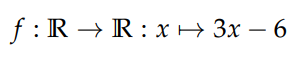 f : ℝ → ℝ : x ↦ 3x − 6